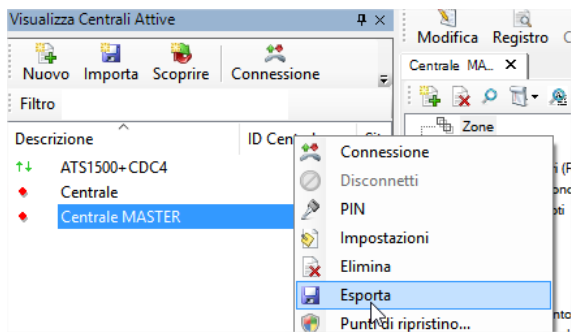 Visualizza Centrali Attive
Nuovo Importa Scoprire Connessione
Filtro
Descrizione
ATS1500+CDC4
Centrale
Centrale MASTER
Modifica Registro
Centrale MA...
Zone
Connessione
Disconnetti
PIN
Impostazioni
Elimina
Esporta
Punti di ripristino...